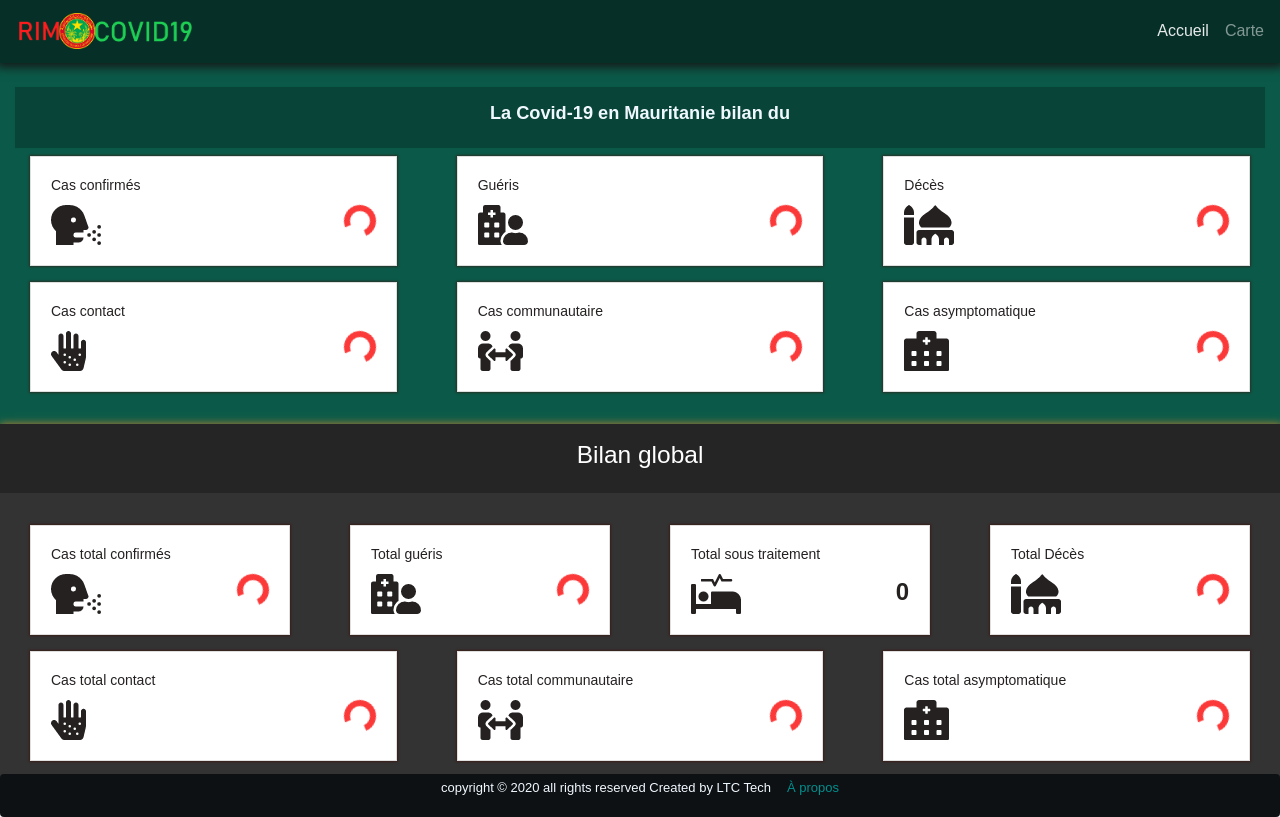 RIM COVID19
Accueil Carte
La Covid-19 en Mauritanie bilan du
Cas confirmés
Guéris
Décès
Cas contact
Cas communautaire
Cas asymptomatique
Bilan global
Cas total confirmés
Total guéris
Total sous traitement
0
Total Décès
Cas total contact
Cas total communautaire
Cas total asymptomatique
copyright © 2020 all rights reserved Created by LTC Tech À propos